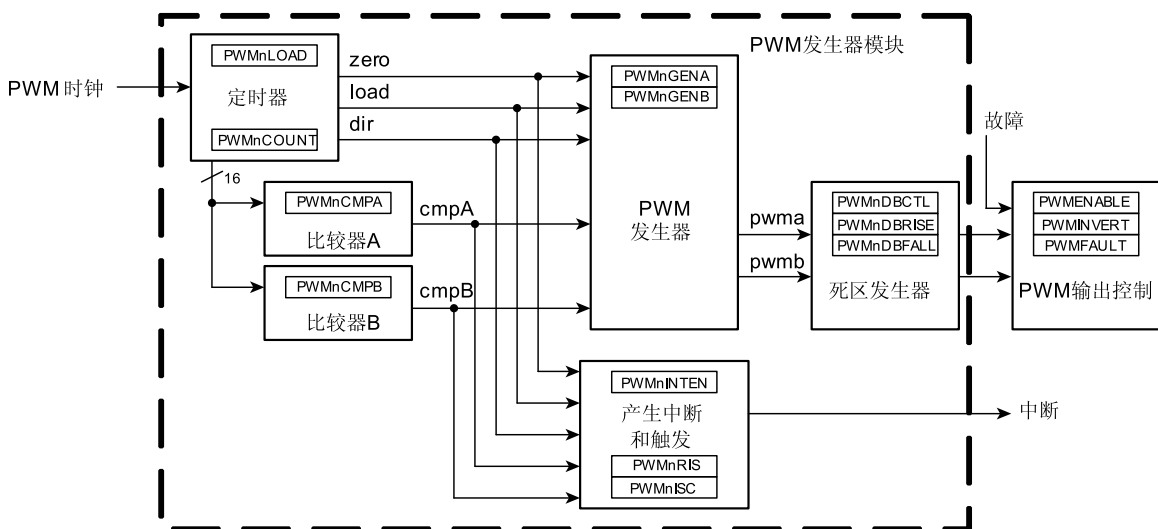 PWM发生器模块
PWM时钟
PWMnLOAD
定时器
PWMnCOUNT
zero
load
dir
16
PWMnCMPA
比较器A
cmpA
PWMnCMPB
比较器B
cmpB
PWMnGENA
PWMnGENB
PWM
发生器
pwma
pwmb
PWMnDBCTL
PWMnDBRISE
PWMnDBFALL
死区发生器
故障
PWMENABLE
PWMINVERT
PWMFAULT
PWM输出控制
PWMnINTEN
产生中断
和触发
PWMnRIS
PWMnISC
中断